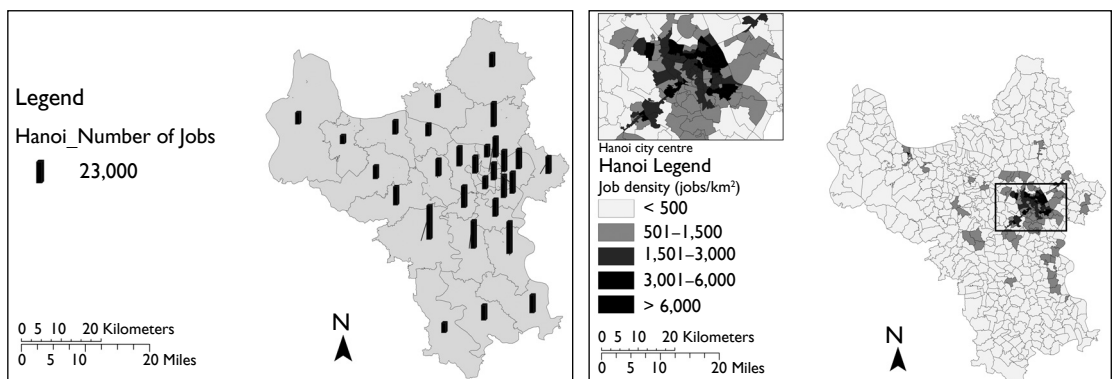 Legend
Hanoi_Number of Jobs
23,000
0 5 10 20 Kilometers
0 5 10 20 Miles
N
Hanoi city centre
Hanoi Legend
Job density (jobs/km²)
< 500
501–1,500
1,501–3,000
3,001–6,000
> 6,000
0 5 10 20 Kilometers
0 5 10 20 Miles
N